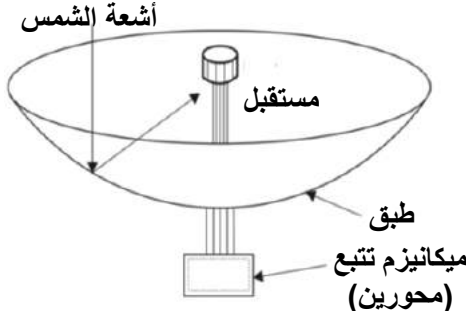 أشعة الشمس
مستقبل
طبق
ميكانيزم تتبع
(محورين)